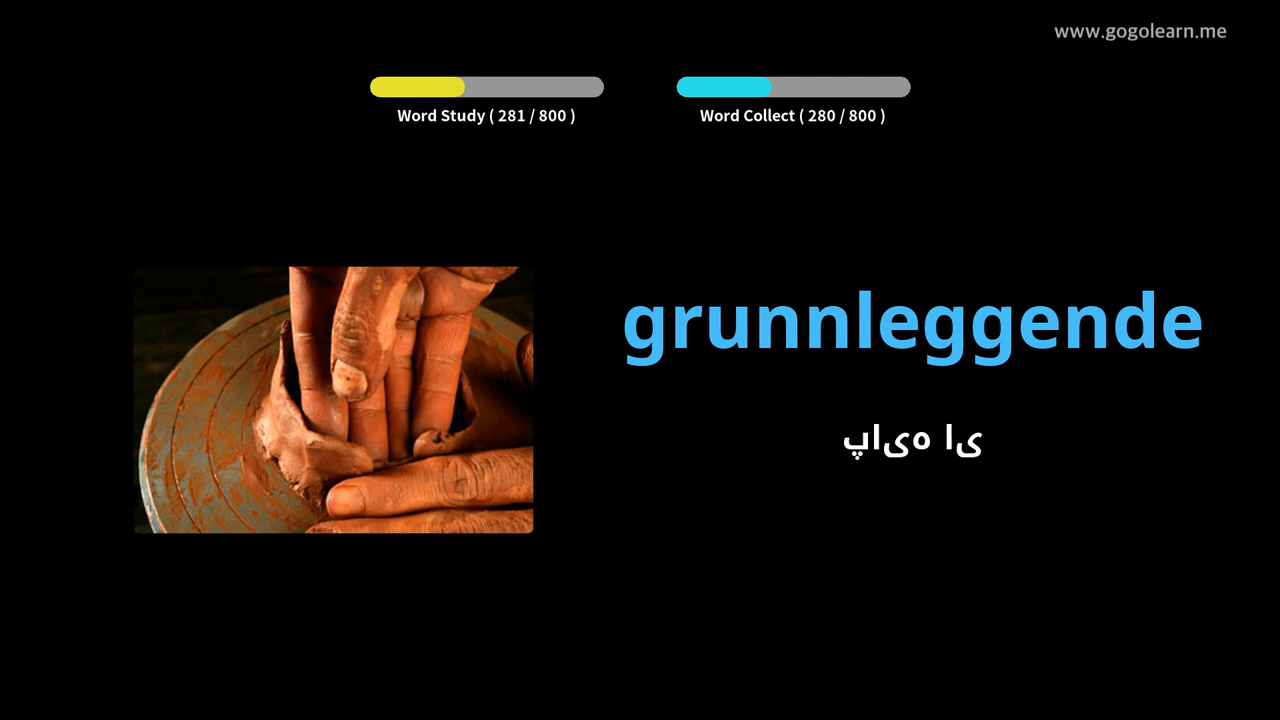 www.gogolearn.me
Word Study ( 281 / 800 )
Word Collect ( 280 / 800 )
grunnleggende
پایه ای